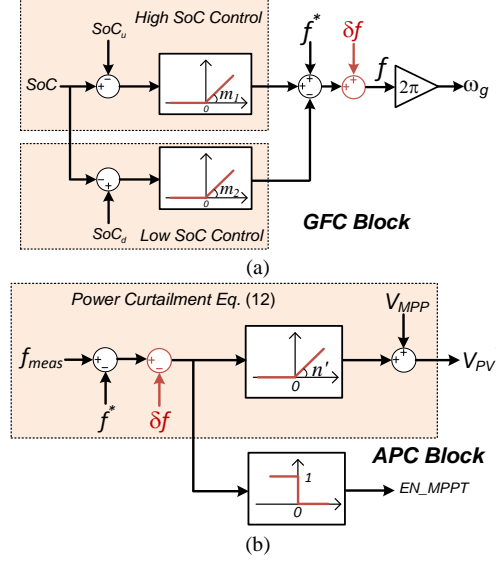 High SoC Control
SoC_u
SoC
m_1
0
f*
δf
f
2π
ω_g
m_2
0
SoC_d
Low SoC Control
GFC Block
(a)
Power Curtailment Eq. (12)
V_MPP
f_meas
f*
δf
n'
0
V_PV
APC Block
1
0
EN_MPPT
(b)